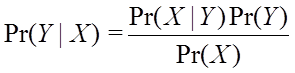 Pr(Y | X) = Pr(X | Y) Pr(Y) / Pr(X)